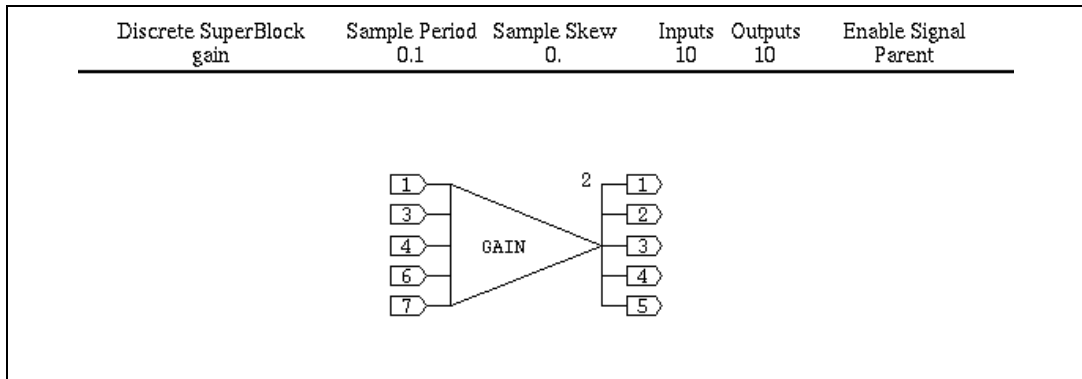 Discrete SuperBlock Sample Period Sample Skew Inputs Outputs Enable Signal
gain 0.1 0. 10 10 Parent
1 2 1
3 2
4 GAIN 3
6 4
7 5